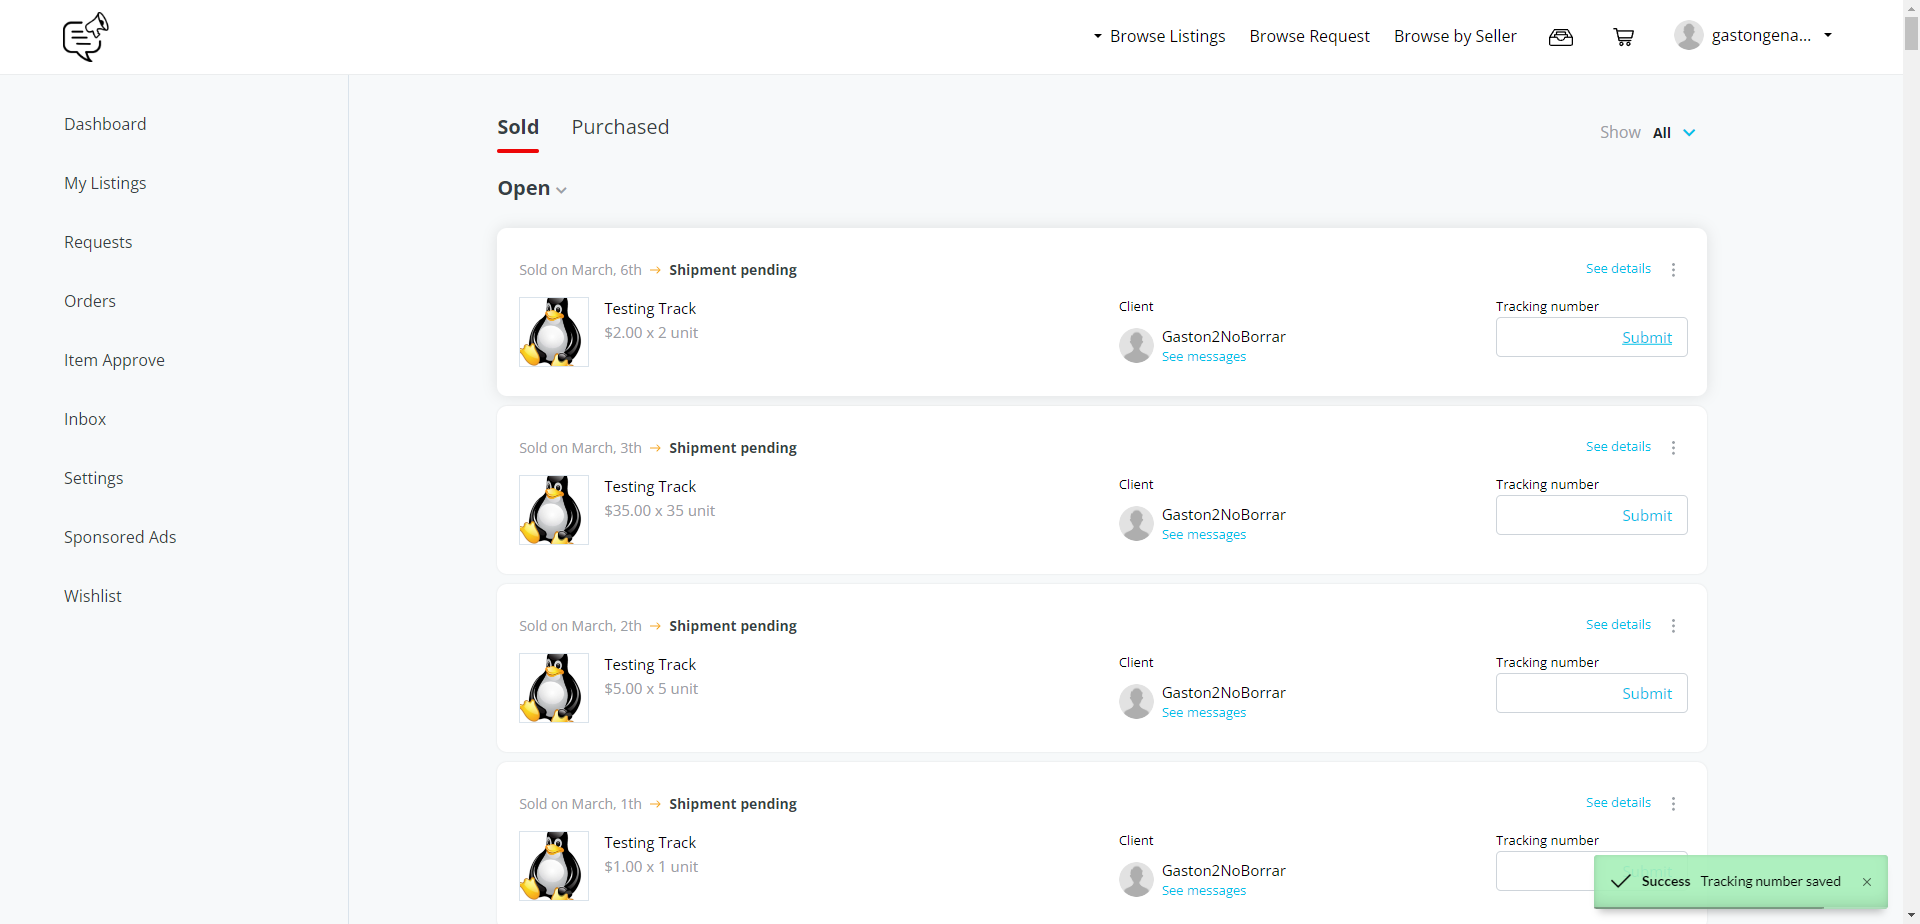 Browse Listings Browse Request Browse by Seller gastongena...
Dashboard
My Listings
Requests
Orders
Item Approve
Inbox
Settings
Sponsored Ads
Wishlist
Sold Purchased
Show All
Open
Sold on March, 6th → Shipment pending
See details
Testing Track
$2.00 x 2 unit
Client
Gaston2NoBorrar
See messages
Tracking number
Submit
Sold on March, 3th → Shipment pending
See details
Testing Track
$35.00 x 35 unit
Client
Gaston2NoBorrar
See messages
Tracking number
Submit
Sold on March, 2th → Shipment pending
See details
Testing Track
$5.00 x 5 unit
Client
Gaston2NoBorrar
See messages
Tracking number
Submit
Sold on March, 1th → Shipment pending
See details
Testing Track
$1.00 x 1 unit
Client
Gaston2NoBorrar
See messages
Tracking number
Success Tracking number saved ×